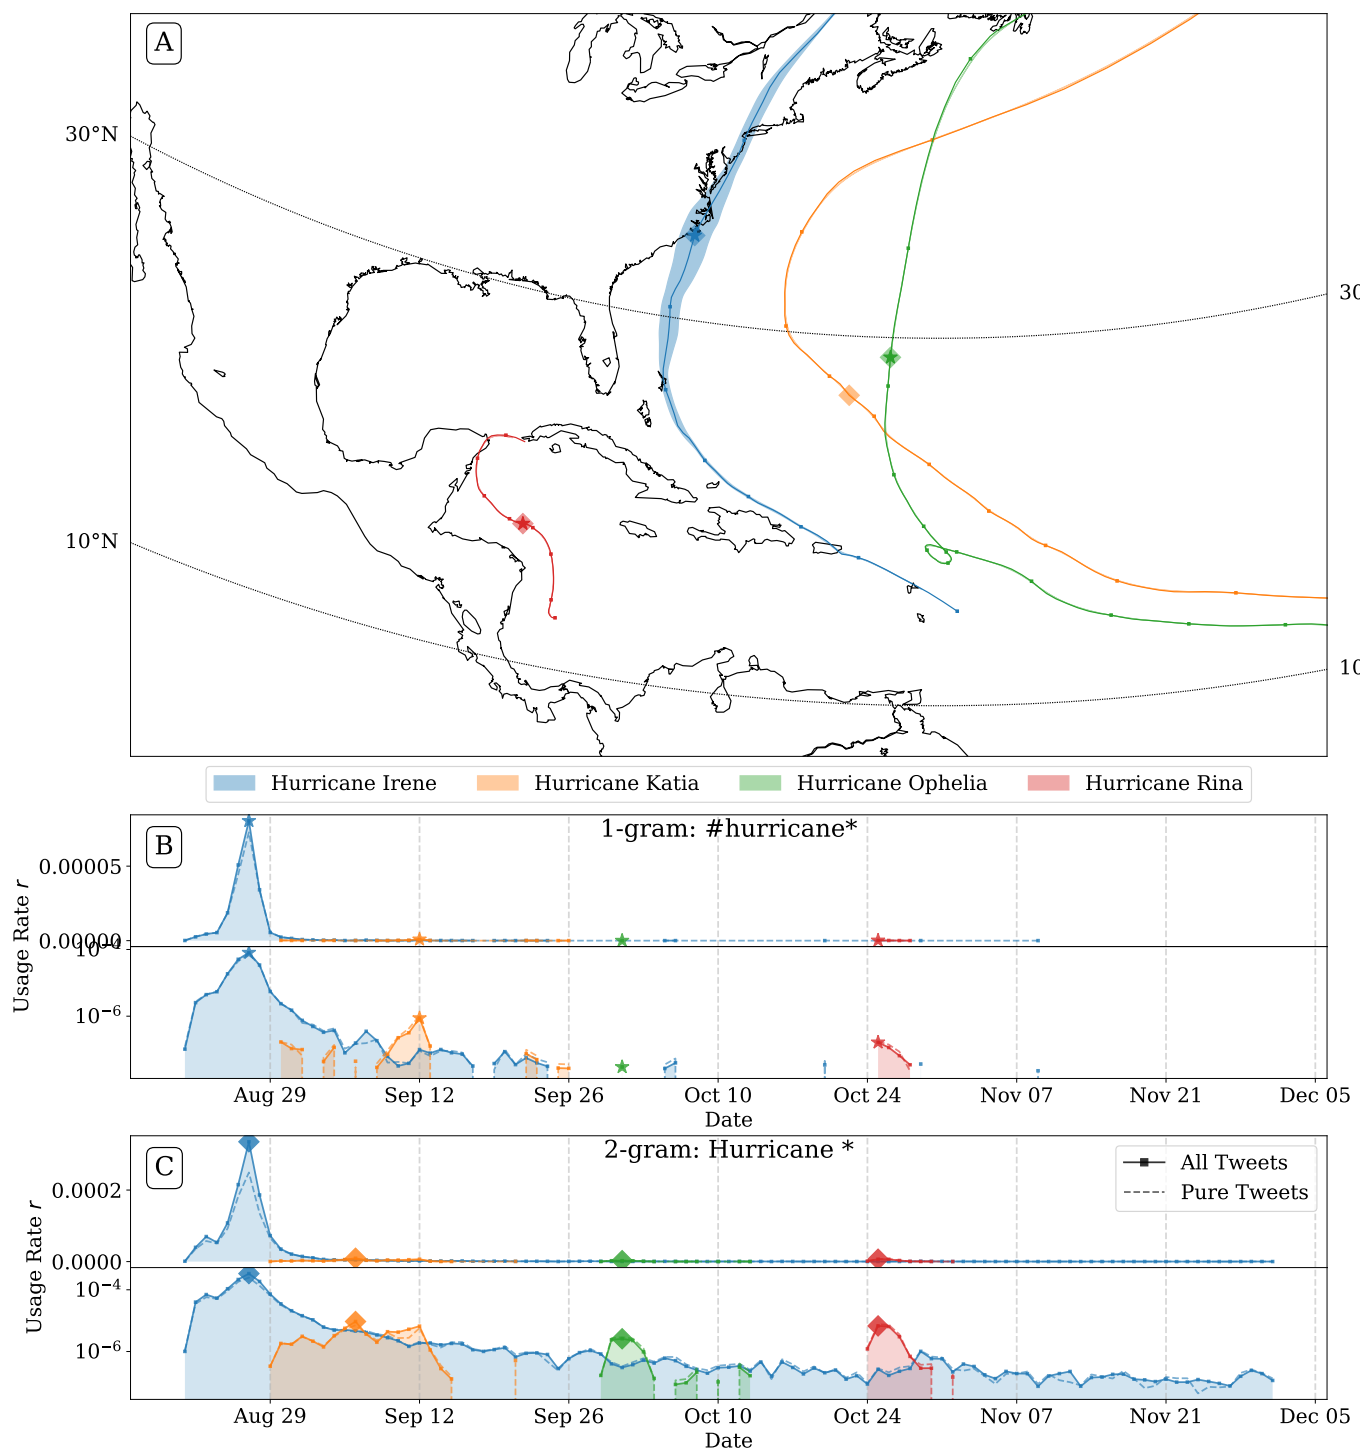 A
30°N
30
10°N
10
Hurricane Irene
Hurricane Katia
Hurricane Ophelia
Hurricane Rina
B
1-gram: #hurricane*
Usage Rate r
0.00005
0.00000
10⁻⁴
10⁻⁶
Aug 29
Sep 12
Sep 26
Oct 10
Oct 24
Nov 07
Nov 21
Dec 05
Date
C
2-gram: Hurricane *
All Tweets
Pure Tweets
Usage Rate r
0.0002
0.0000
10⁻⁴
10⁻⁶
Aug 29
Sep 12
Sep 26
Oct 10
Oct 24
Nov 07
Nov 21
Dec 05
Date